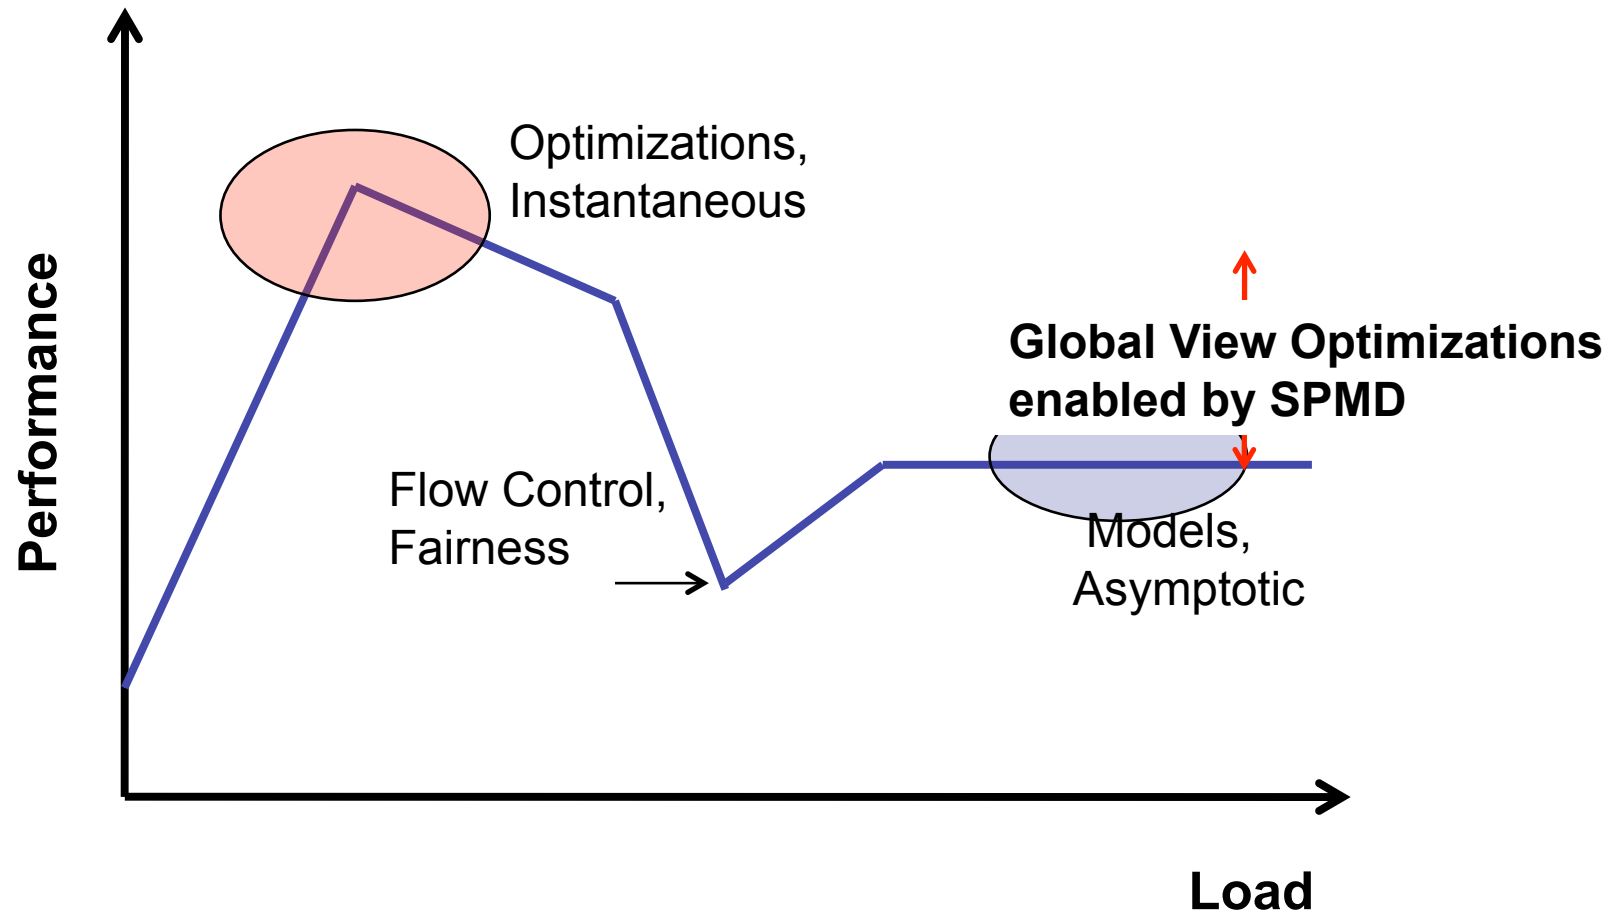 Optimizations,
Instantaneous
Performance
Global View Optimizations
enabled by SPMD
Flow Control,
Fairness
Models,
Asymptotic
Load